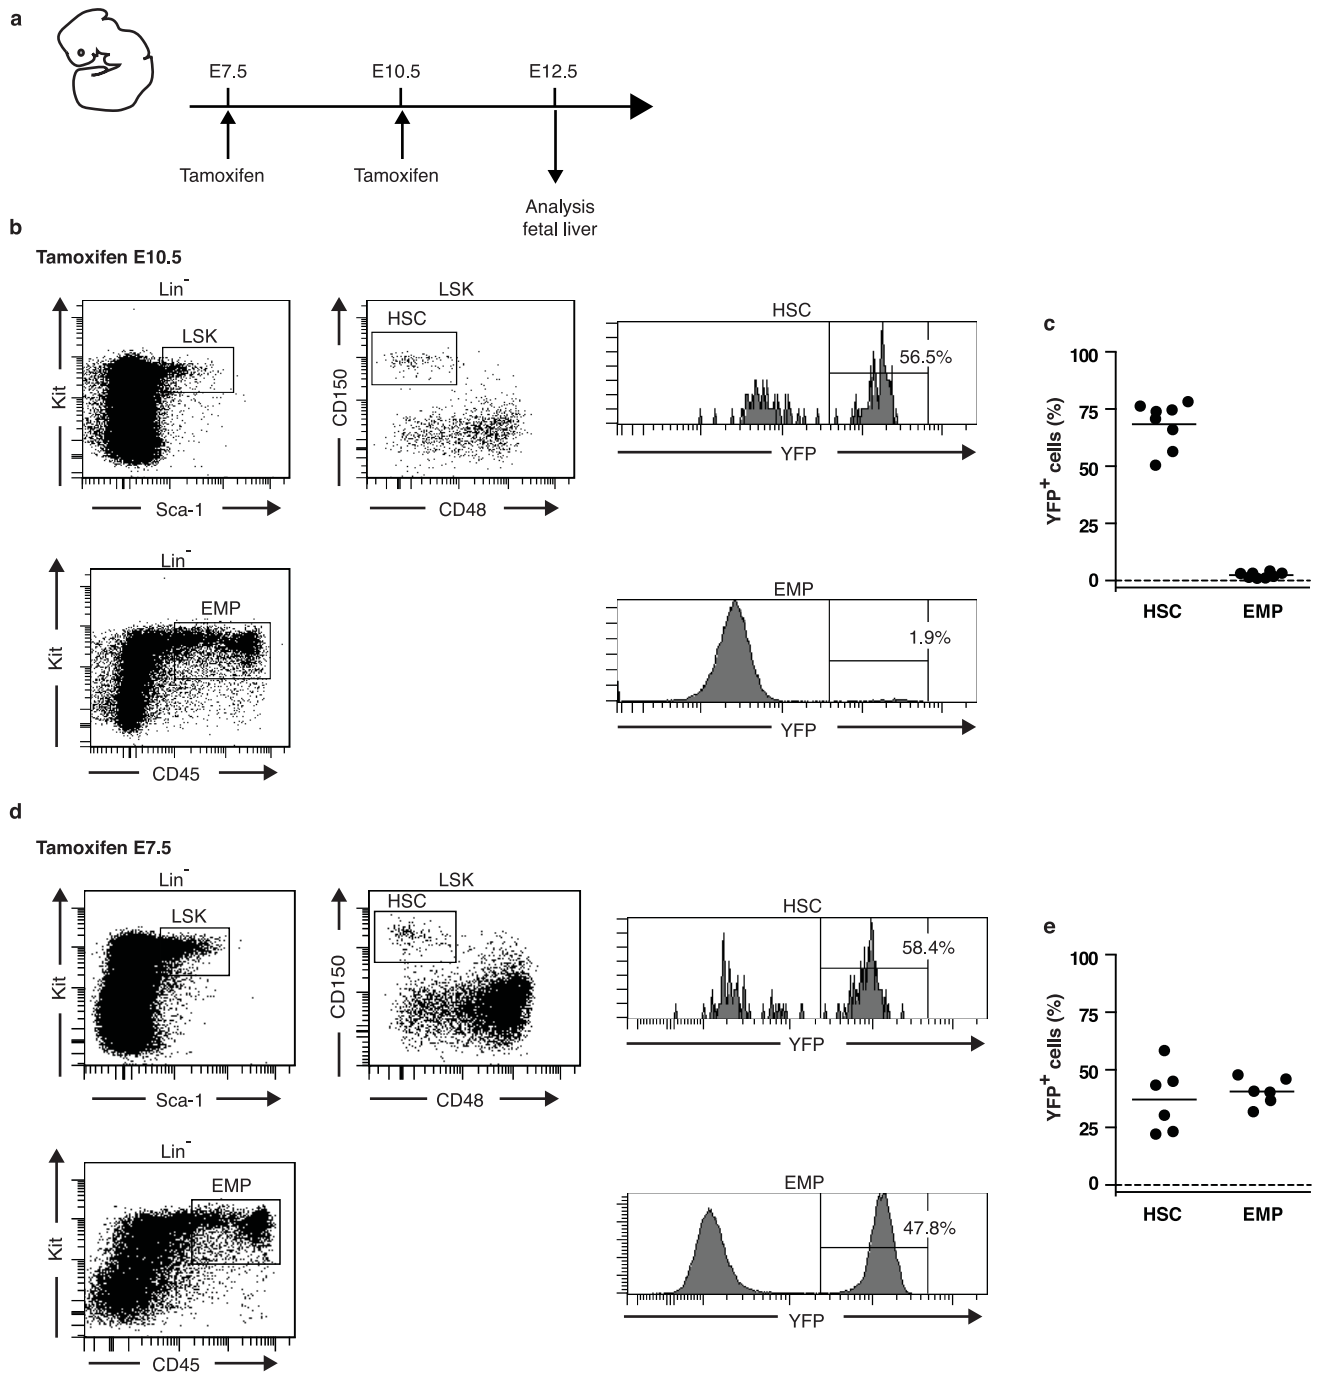 a
E7.5 E10.5 E12.5
Tamoxifen Tamoxifen
Analysis
fetal liver
b
Tamoxifen E10.5
Lin-
LSK
Kit
Sca-1
LSK
HSC
CD150
CD48
HSC
56.5%
YFP
Lin-
EMP
Kit
CD45
EMP
1.9%
YFP
c
100
75
50
25
0
YFP+ cells (%)
HSC EMP
d
Tamoxifen E7.5
Lin-
LSK
Kit
Sca-1
LSK
HSC
CD150
CD48
HSC
58.4%
YFP
Lin-
EMP
Kit
CD45
EMP
47.8%
YFP
e
100
75
50
25
0
YFP+ cells (%)
HSC EMP